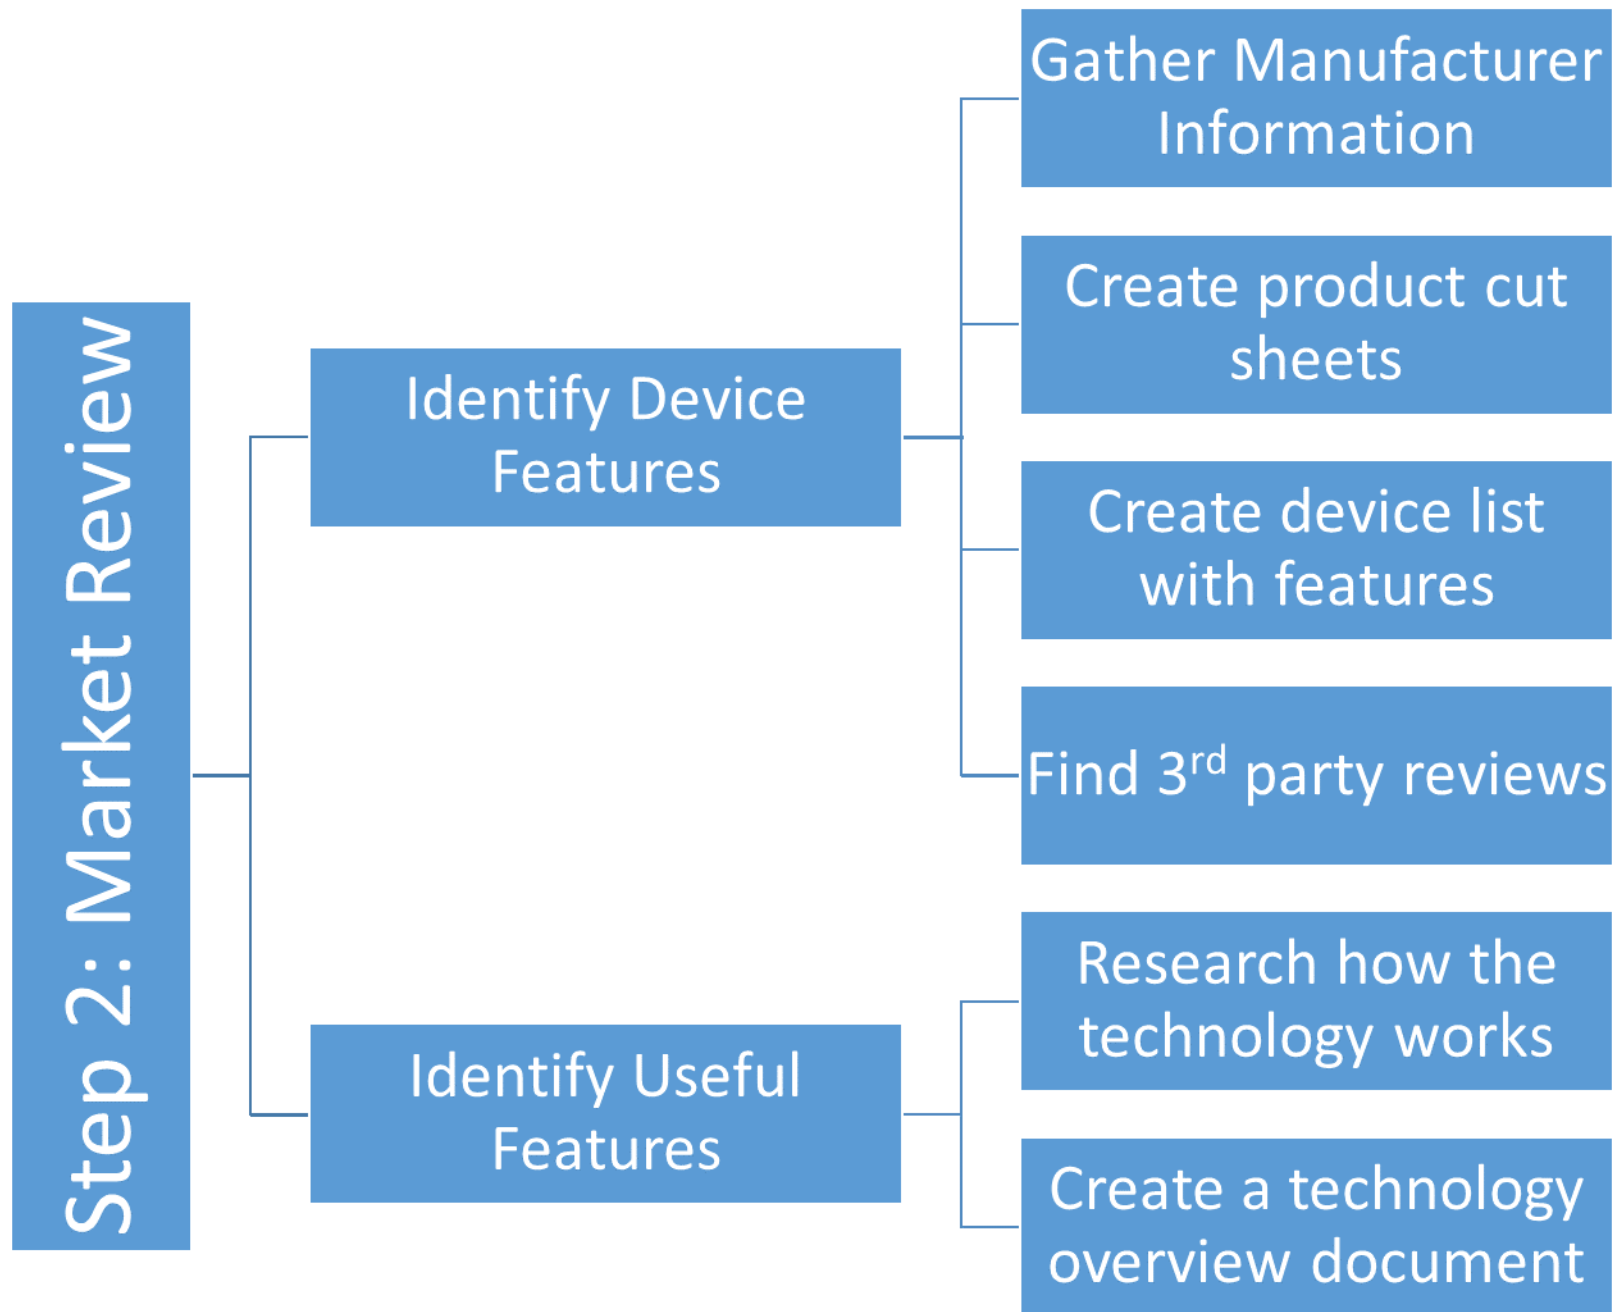 Step 2: Market Review
Identify Device
Features
Gather Manufacturer
Information
Create product cut
sheets
Create device list
with features
Find 3rd party reviews
Identify Useful
Features
Research how the
technology works
Create a technology
overview document